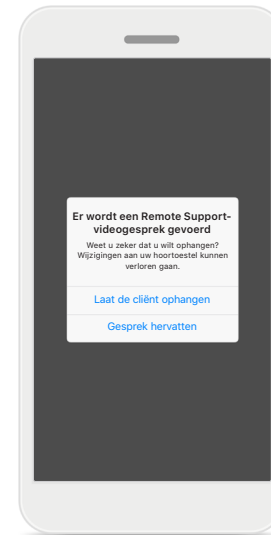 Er wordt een Remote Support-
videogesprek gevoerd
Weet u zeker dat u wilt ophangen?
Wijzigingen aan uw hoortoestel kunnen
verloren gaan.
Laat de cliënt ophangen
Gesprek hervatten